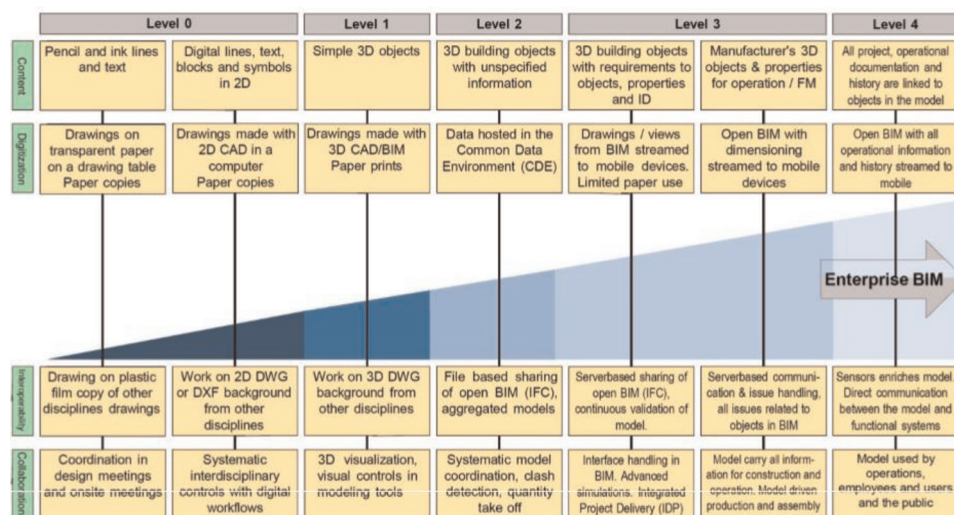 Level 0
Level 1
Level 2
Level 3
Level 4
Content
Pencil and ink lines
and text
Digital lines, text,
blocks and symbols
in 2D
Simple 3D objects
3D building objects
with unspecified
information
3D building objects
with requirements to
objects, properties
and ID
Manufacturer's 3D
objects & properties
for operation / FM
All project, operational
documentation and
history are linked to
objects in the model
Digitization
Drawings on
transparent paper
on a drawing table
Paper copies
Drawings made with
2D CAD in a
computer
Paper copies
Drawings made with
3D CAD/BIM
Paper prints
Data hosted in the
Common Data
Environment (CDE)
Drawings / views
from BIM streamed
to mobile devices.
Limited paper use
Open BIM with
dimensioning
streamed to mobile
devices
Open BIM with all
operational information
and history streamed to
mobile
Enterprise BIM
Interoperability
Drawing on plastic
film copy of other
disciplines drawings
Work on 2D DWG
or DXF background
from other
disciplines
Work on 3D DWG
background from
other disciplines
File based sharing
of open BIM (IFC),
aggregated models
Serverbased sharing of
open BIM (IFC),
continuous validation of
model.
Serverbased communi-
cation & issue handling,
all issues related to
objects in BIM
Sensors enriches model.
Direct communication
between the model and
functional systems
Collaboration
Coordination in
design meetings
and onsite meetings
Systematic
interdisciplinary
controls with digital
workflows
3D visualization,
visual controls in
modeling tools
Systematic model
coordination, clash
detection, quantity
take off
Interface handling in
BIM. Advanced
simulations. Integrated
Project Delivery (IDP)
Model carry all infor-
mation for construction and
operation. Model driven
production and assembly
Model used by
operations,
employees and users
and the public